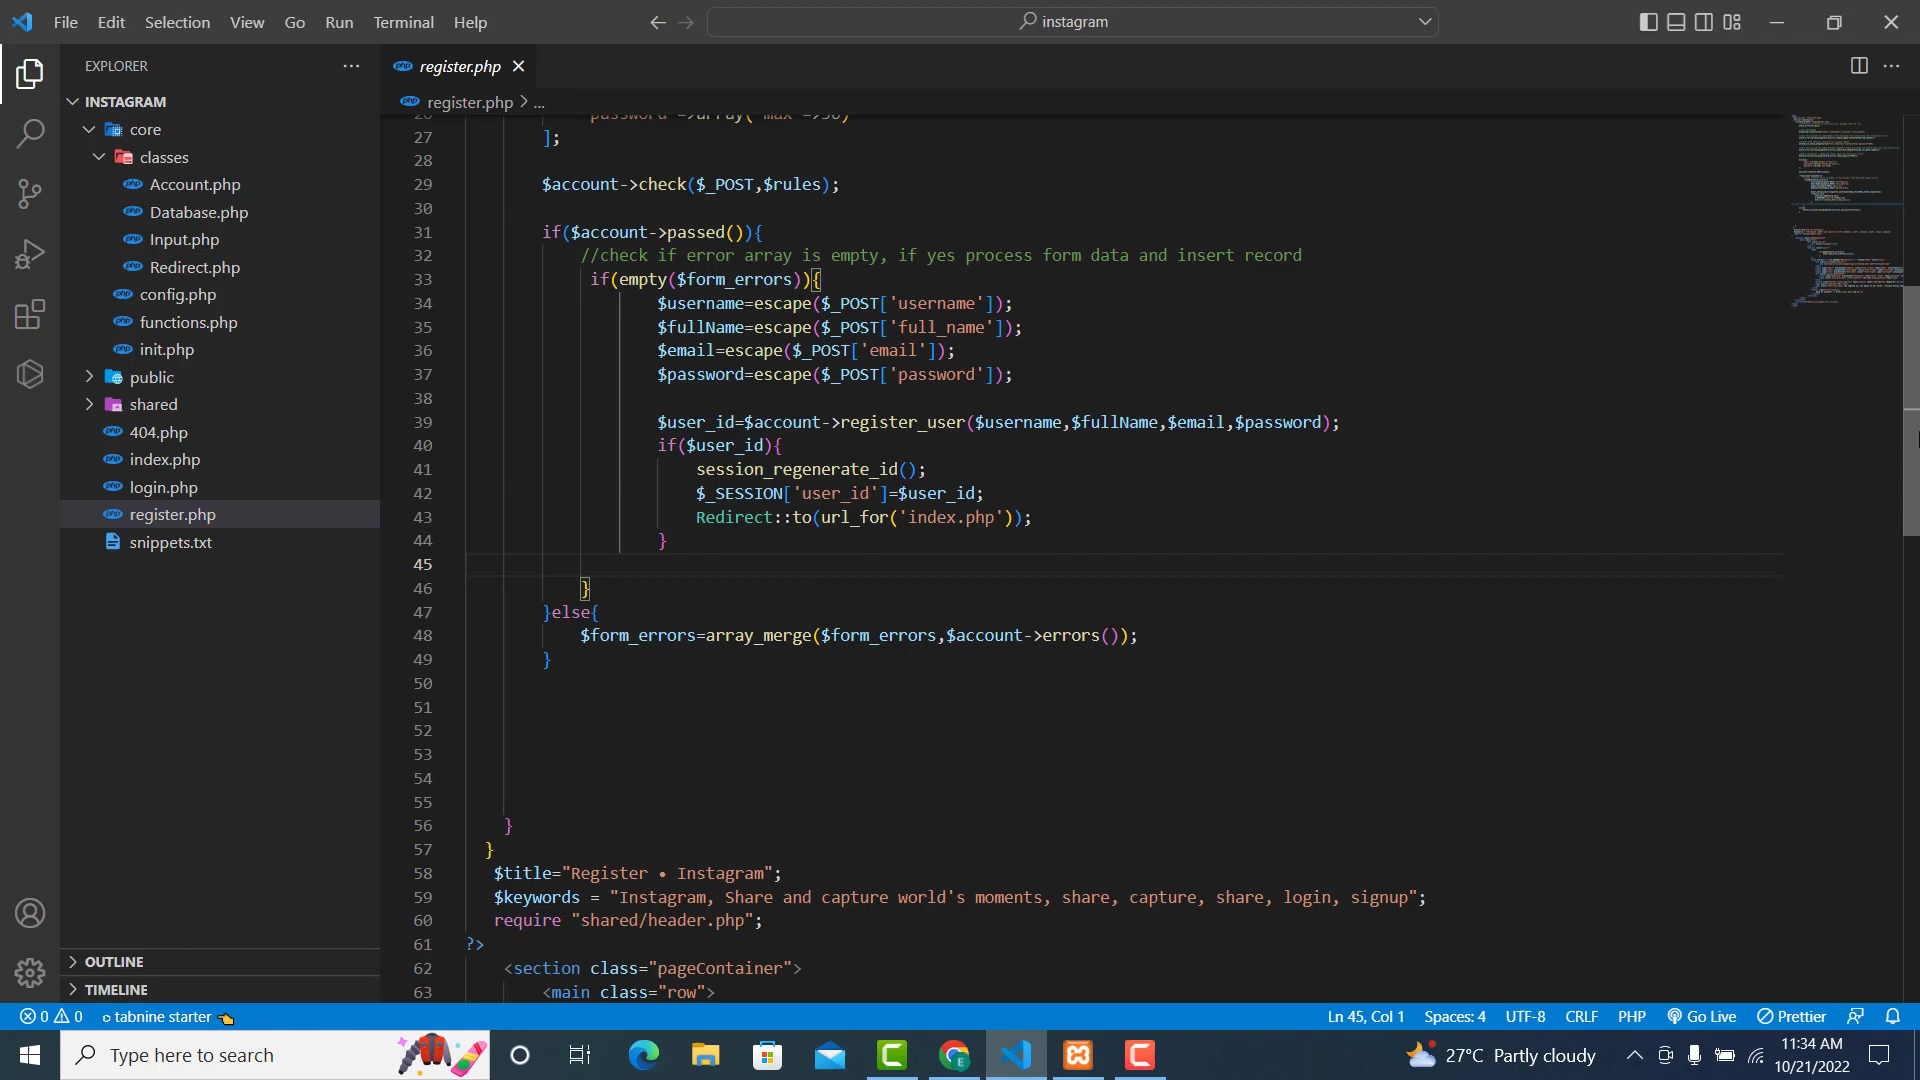 File Edit Selection View Go Run Terminal Help
instagram
EXPLORER
register.php
register.php > ...
INSTAGRAM
core
classes
Account.php
Database.php
Input.php
Redirect.php
config.php
functions.php
init.php
public
shared
404.php
index.php
login.php
register.php
snippets.txt
OUTLINE
TIMELINE
27 ];
28
29 $account->check($_POST,$rules);
30
31 if($account->passed()){
32 //check if error array is empty, if yes process form data and insert record
33 if(empty($form_errors)){
34 $username=escape($_POST['username']);
35 $fullName=escape($_POST['full_name']);
36 $email=escape($_POST['email']);
37 $password=escape($_POST['password']);
38
39 $user_id=$account->register_user($username,$fullName,$email,$password);
40 if($user_id){
41 session_regenerate_id();
42 $_SESSION['user_id']=$user_id;
43 Redirect::to(url_for('index.php'));
44 }
45
46 }
47 }else{
48 $form_errors=array_merge($form_errors,$account->errors());
49 }
50
51
52
53
54
55
56 }
57 }
58 $title="Register • Instagram";
59 $keywords = "Instagram, Share and capture world's moments, share, capture, share, login, signup";
60 require "shared/header.php";
61 ?>
62 <section class="pageContainer">
63 <main class="row">
0 0 tabnine starter
Ln 45, Col 1 Spaces: 4 UTF-8 CRLF PHP Go Live Prettier
Type here to search
27°C Partly cloudy
11:34 AM
10/21/2022